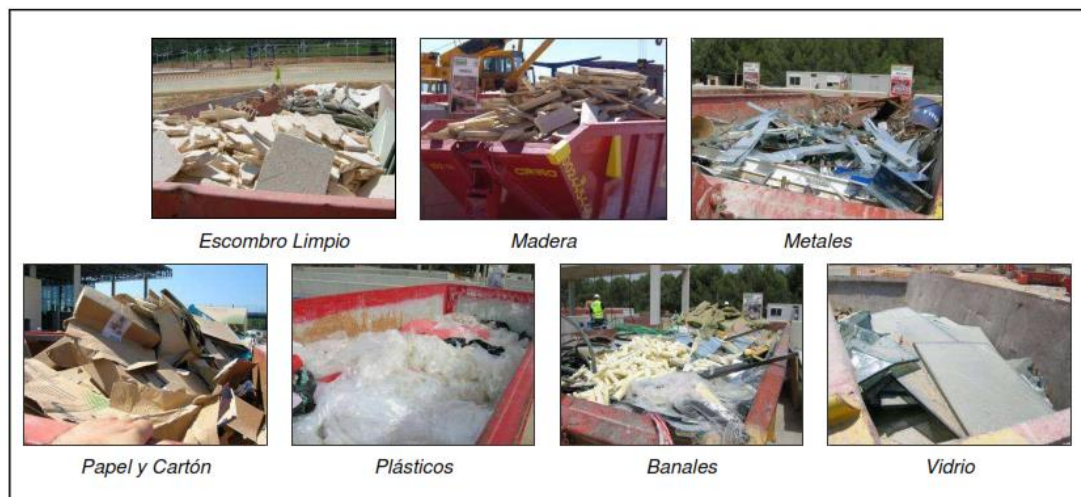 Escombro Limpio
Madera
Metales
Papel y Cartón
Plásticos
Banales
Vidrio